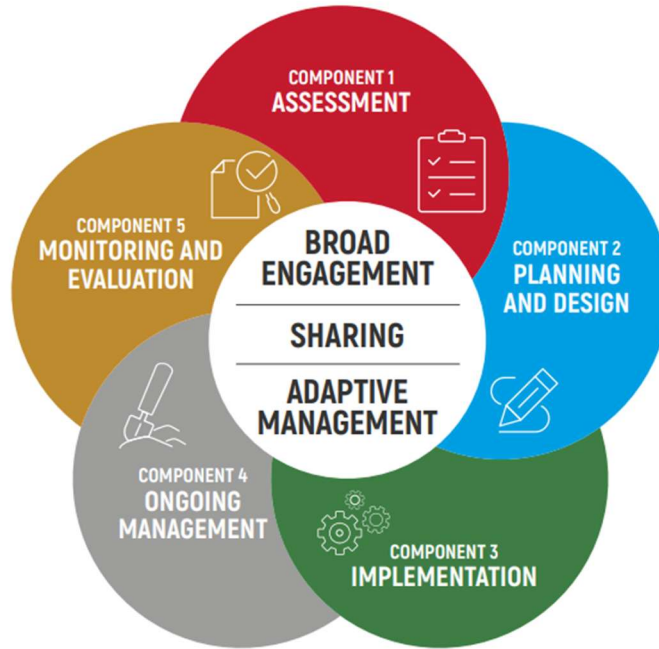 COMPONENT 1
ASSESSMENT
COMPONENT 2
PLANNING
AND DESIGN
COMPONENT 3
IMPLEMENTATION
COMPONENT 4
ONGOING
MANAGEMENT
COMPONENT 5
MONITORING AND
EVALUATION
BROAD
ENGAGEMENT
SHARING
ADAPTIVE
MANAGEMENT